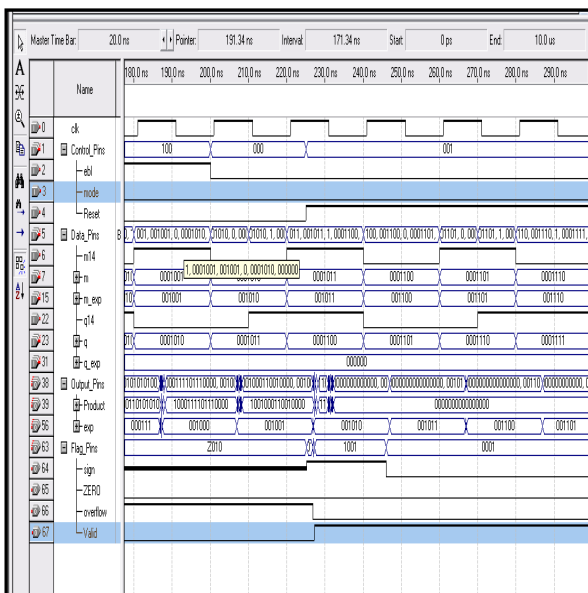 Master Time Bar: 20.0 ns Pointer: 191.34 ns Interval: 171.34 ns Start: 0 ps End: 10.0 us
180.0 ns 190.0 ns 200.0 ns 210.0 ns 220.0 ns 230.0 ns 240.0 ns 250.0 ns 260.0 ns 270.0 ns 280.0 ns 290.0 ns
Name
0 clk
1 Control_Pins 100 000 001
2 ebl
3 mode
4 Reset
5 Data_Pins B
6 m14
1, 0001001, 001001, 0, 0001010, 000000
7 m 0001001 0001011 0001100 0001101 0001110
15 m_exp 001001 001010 001011 001100 001101 001110
22 q14
23 q 0001010 0001011 0001100 0001101 0001110 0001111
31 q_exp 000000
38 Output_Pins
39 Product 1000111101110000 1001000110010000 000000000000000
56 exp 000111 001000 001001 001010 001011 001100 001101
63 Flag_Pins Z010 1001 0001
64 sign
65 ZERO
66 overflow
67 Valid